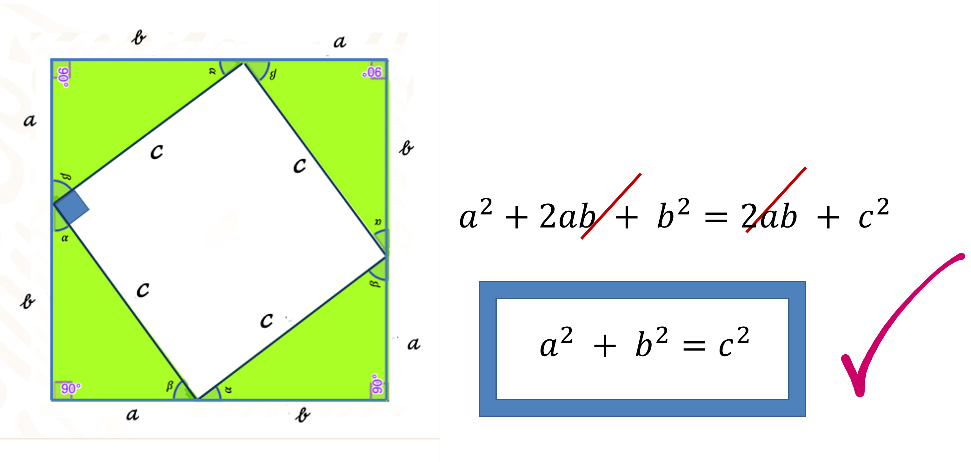 b a
α β
90° 90°
a
c
c
b
β
α
α
β
b
c
c
a
β α
90° 90°
a b
a² + 2ab + b² = 2ab + c²
a² + b² = c²